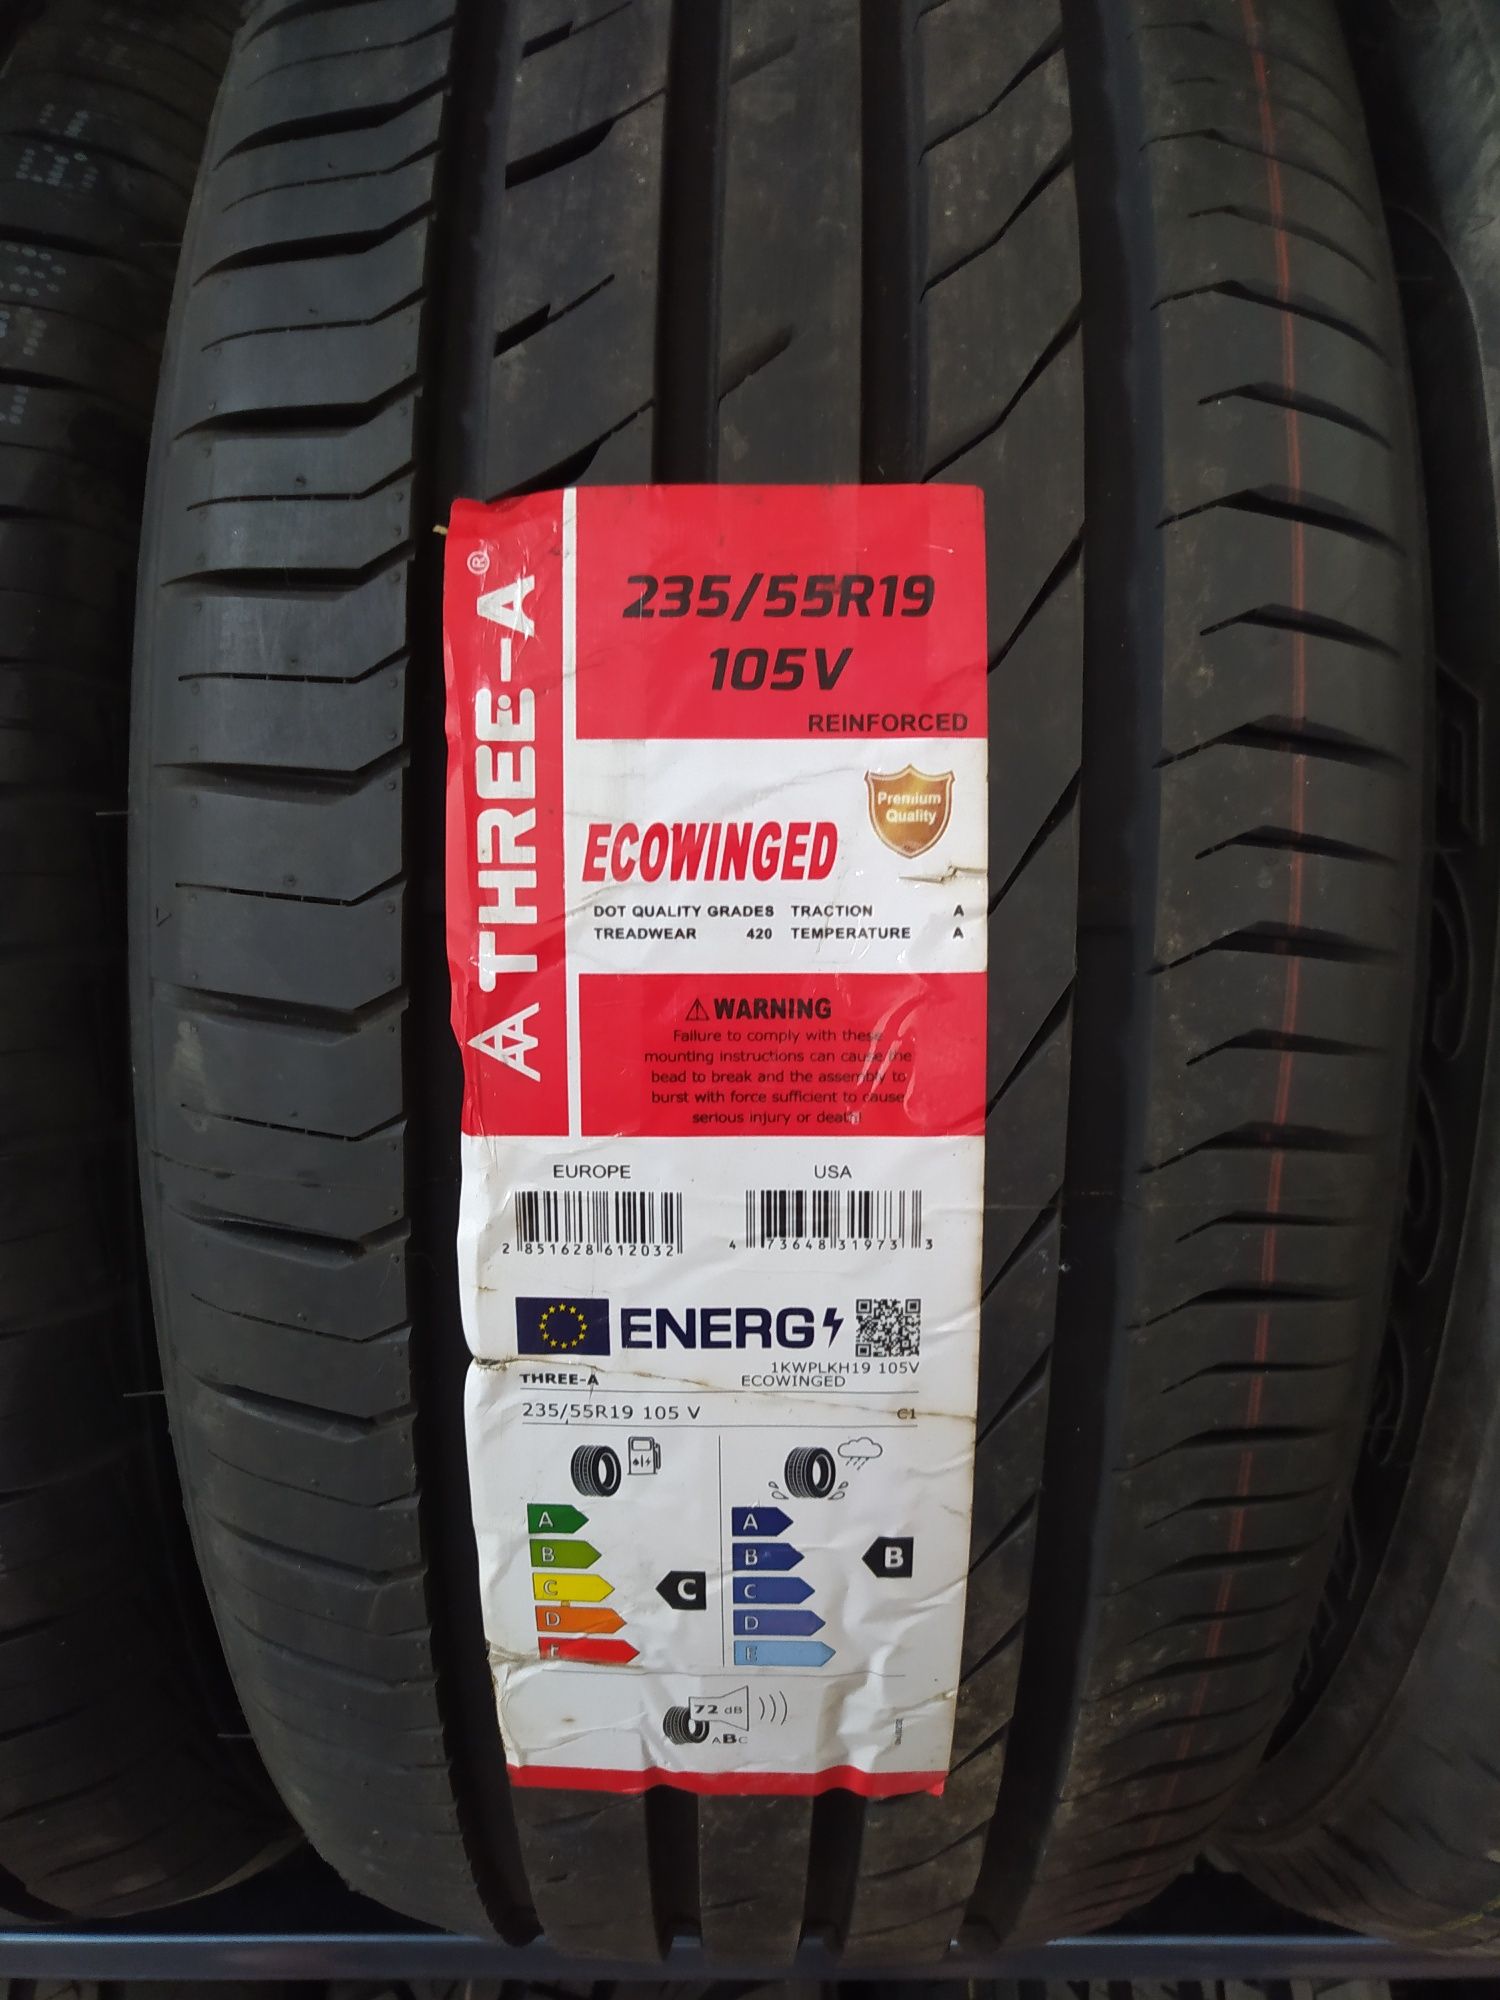 THREE-A®
235/55R19
105V
REINFORCED
Premium
Quality
ECOWINGED
DOT QUALITY GRADES TRACTION A
TREADWEAR 420 TEMPERATURE A
WARNING
Failure to comply with these
mounting instructions can cause the
bead to break and the assembly to
burst with force sufficient to cause
serious injury or death!
EUROPE USA
2 851628 612032
4 73648 31973 3
ENERG
1KWPLKH19 105V
THREE-A ECOWINGED
235/55R19 105 V C1
A A
B B B
C C C
D D
E E
72 dB
ABC